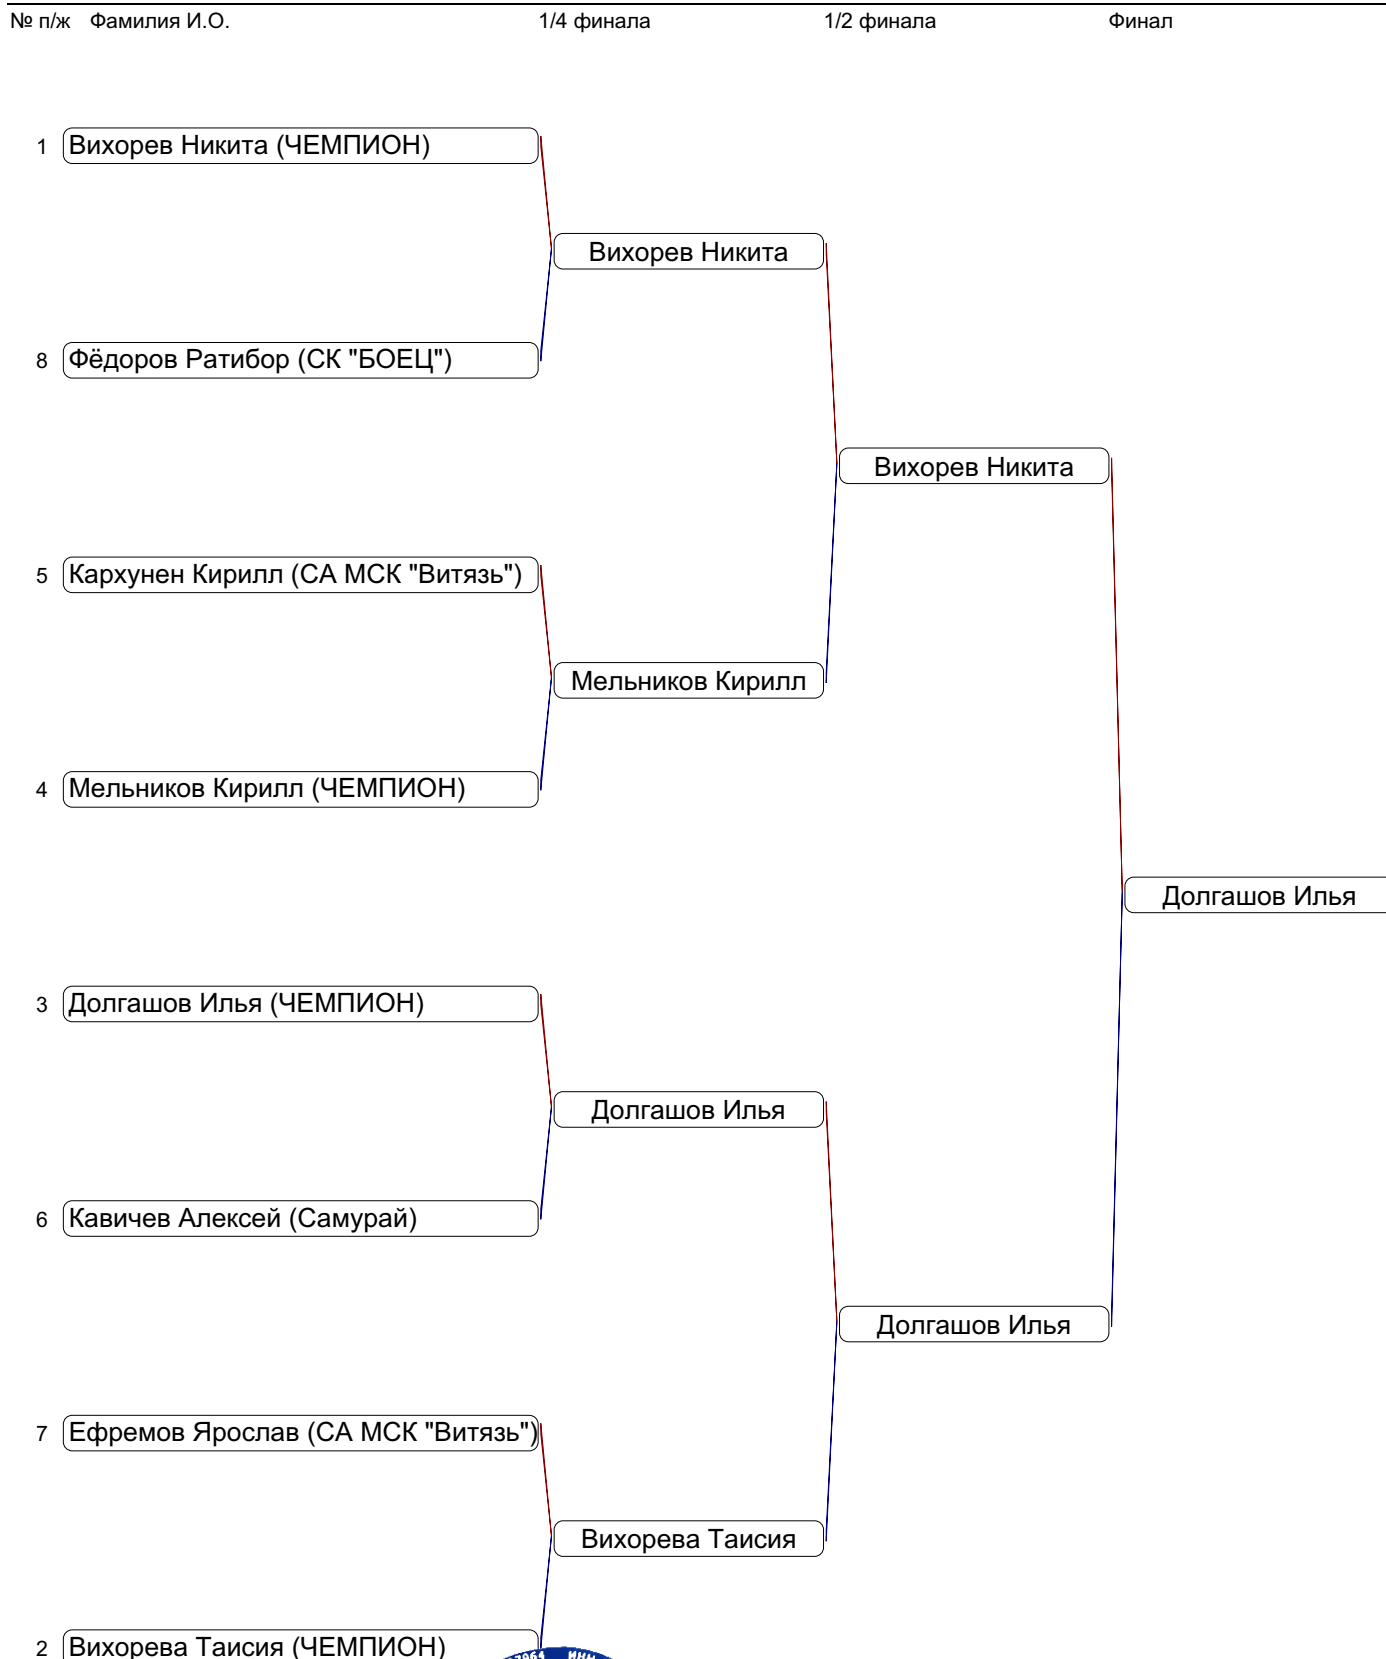 № п/ж Фамилия И.О. 1/4 финала 1/2 финала Финал
1 Вихорев Никита (ЧЕМПИОН)
Вихорев Никита
8 Фёдоров Ратибор (СК "БОЕЦ")
Вихорев Никита
5 Кархунен Кирилл (СА МСК "Витязь")
Мельников Кирилл
4 Мельников Кирилл (ЧЕМПИОН)
Долгашов Илья
3 Долгашов Илья (ЧЕМПИОН)
Долгашов Илья
6 Кавичев Алексей (Самурай)
Долгашов Илья
7 Ефремов Ярослав (СА МСК "Витязь")
Вихорева Таисия
2 Вихорева Таисия (ЧЕМПИОН)